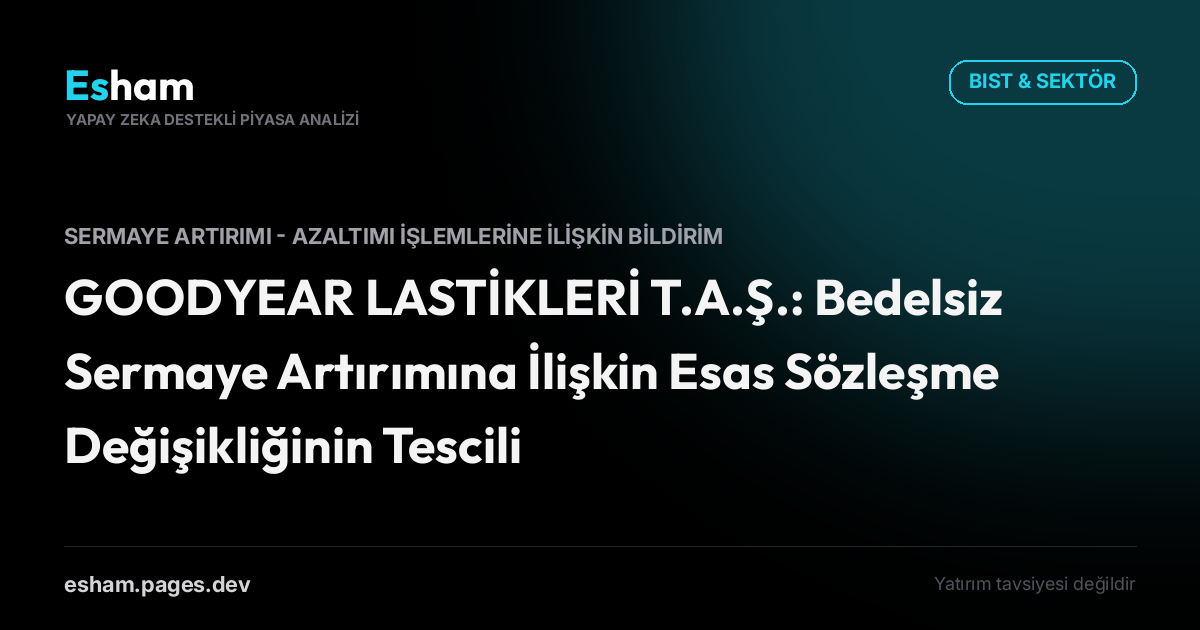 Esham
BIST & SEKTÖR
YAPAY ZEKA DESTEKLİ PİYASA ANALİZİ
SERMAYE ARTIRIMI - AZALTIMI İŞLEMLERİNE İLİŞKİN BİLDİRİM
GOODYEAR LASTİKLERİ T.A.Ş.: Bedelsiz
Sermaye Artırımına İlişkin Esas Sözleşme
Değişikliğinin Tescili
esham.pages.dev
Yatırım tavsiyesi değildir